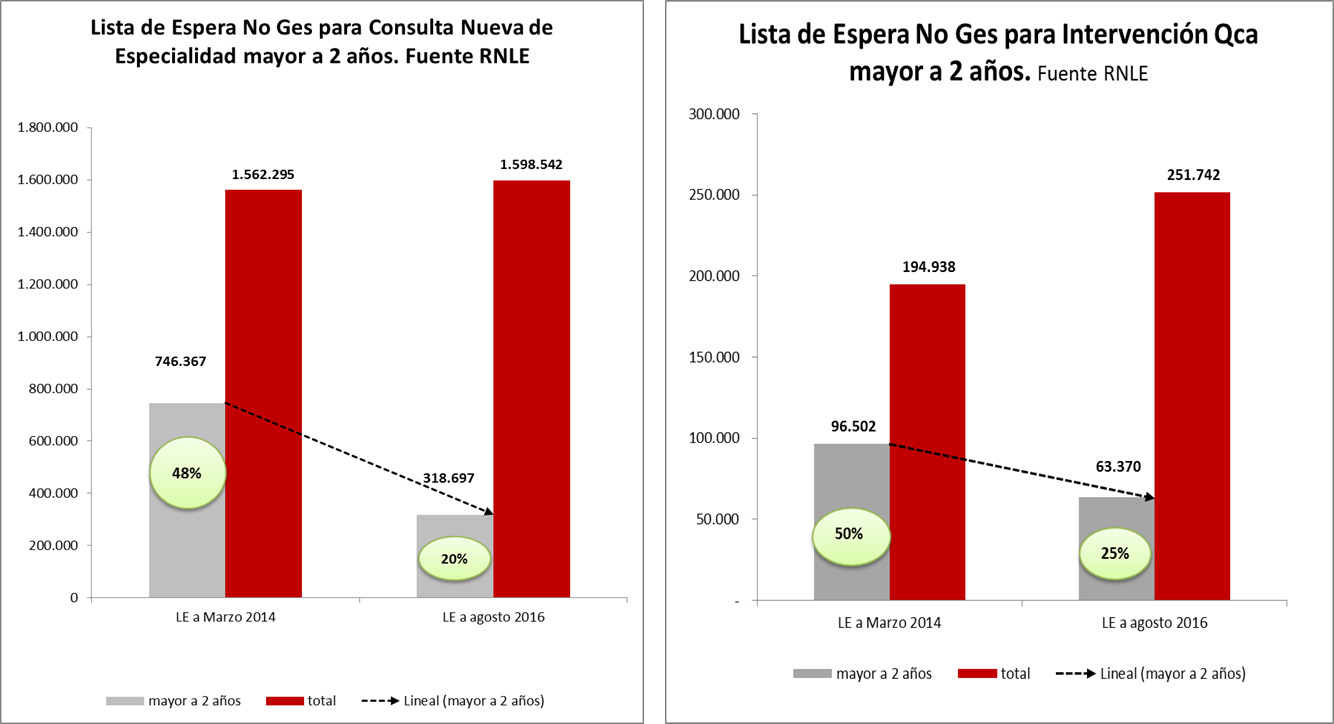 Lista de Espera No Ges para Consulta Nueva de
Especialidad mayor a 2 años. Fuente RNLE
1.800.000
1.600.000
1.400.000
1.200.000
1.000.000
800.000
600.000
400.000
200.000
0
1.562.295
1.598.542
746.367
318.697
48%
20%
LE a Marzo 2014
LE a agosto 2016
mayor a 2 años
total
Lineal (mayor a 2 años)
Lista de Espera No Ges para Intervención Qca
mayor a 2 años. Fuente RNLE
300.000
250.000
200.000
150.000
100.000
50.000
-
251.742
194.938
96.502
63.370
50%
25%
LE a Marzo 2014
LE a agosto 2016
mayor a 2 años
total
Lineal (mayor a 2 años)